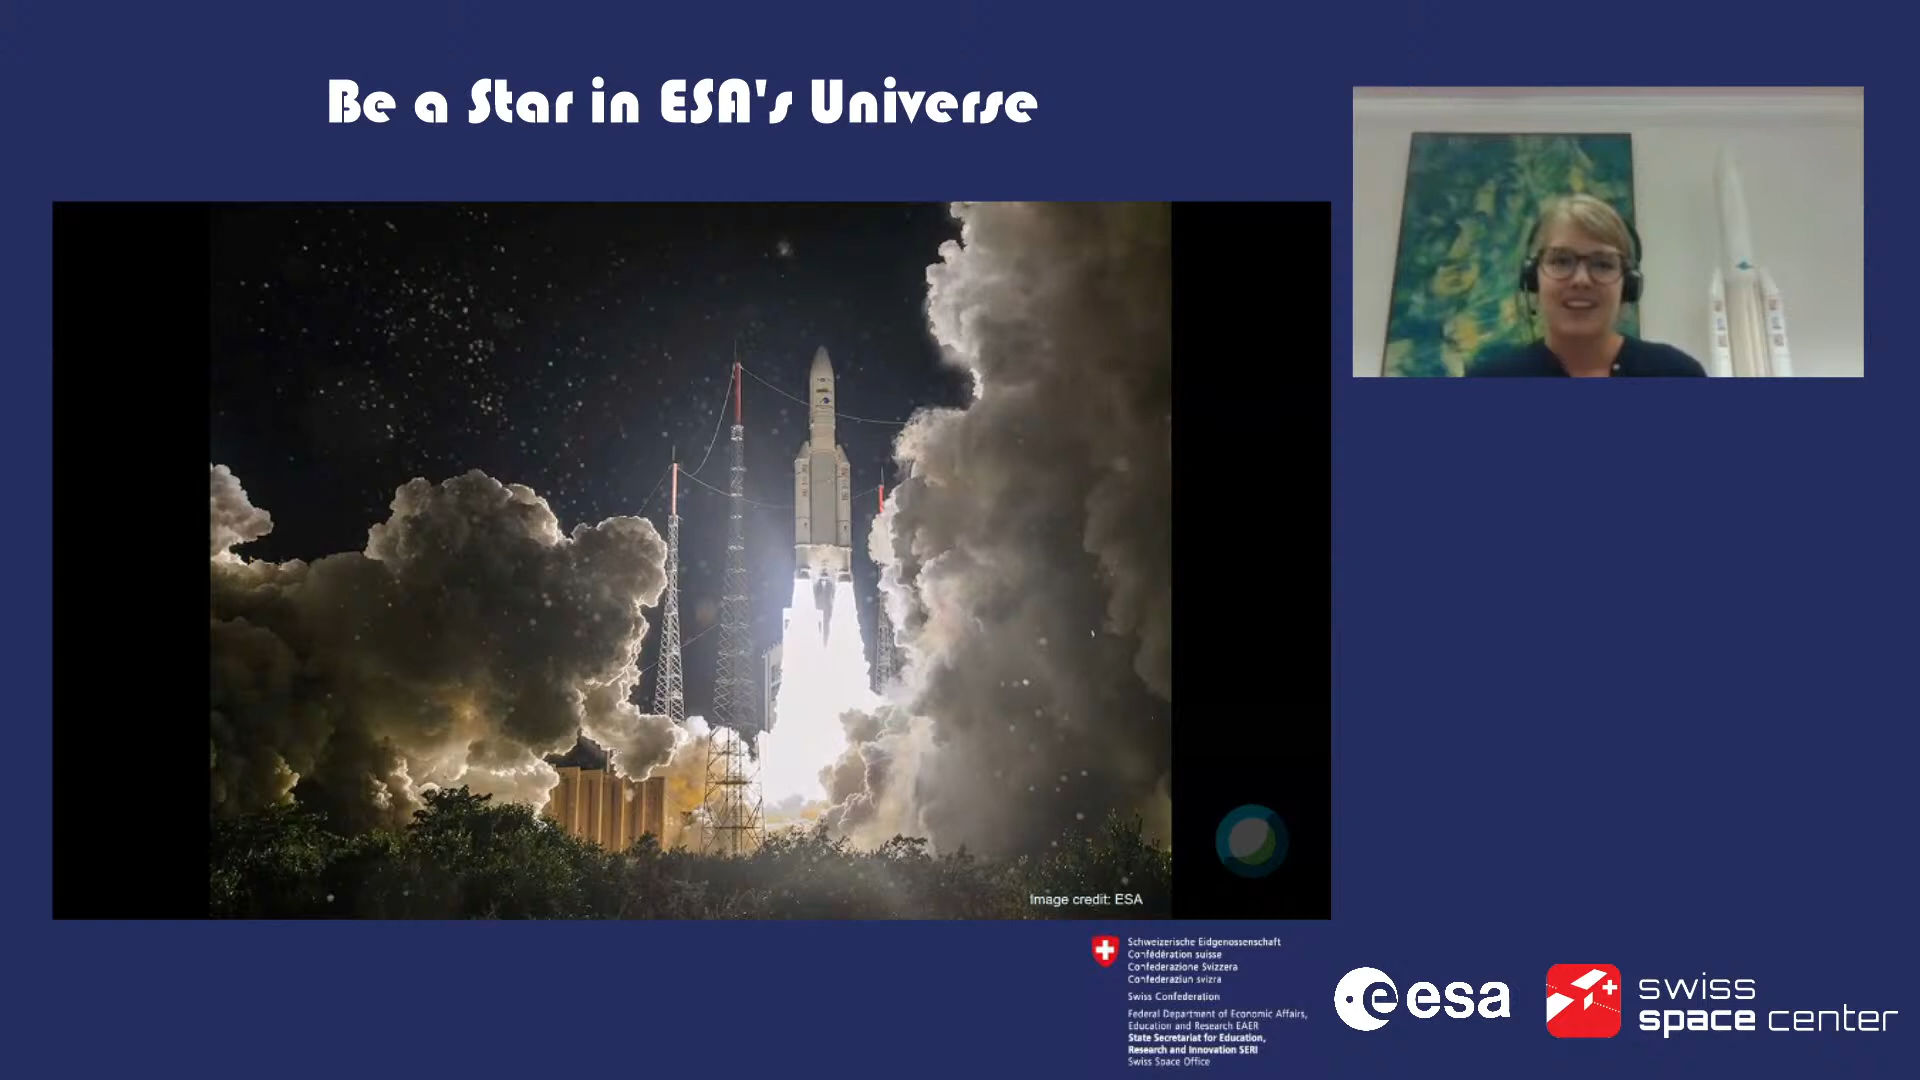 Be a Star in ESA's Universe
Image credit: ESA
Schweizerische Eidgenossenschaft
Confédération suisse
Confederazione Svizzera
Confederaziun svizra
Swiss Confederation
Federal Department of Economic Affairs,
Education and Research EAER
State Secretariat for Education,
Research and Innovation SERI
Swiss Space Office
esa
swiss
space center